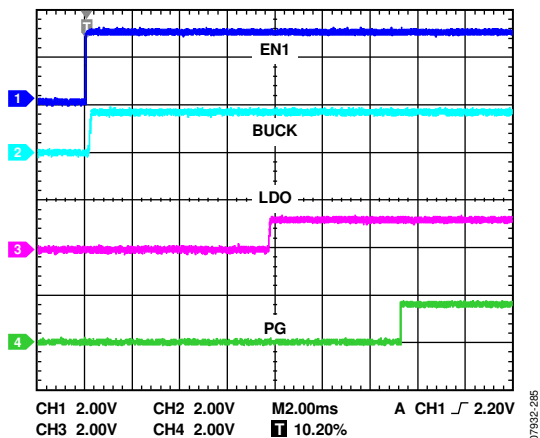 T
EN1
1
BUCK
2
LDO
3
PG
4
CH1 2.00V CH2 2.00V M2.00ms A CH1 2.20V
CH3 2.00V CH4 2.00V T 10.20%
07932-285